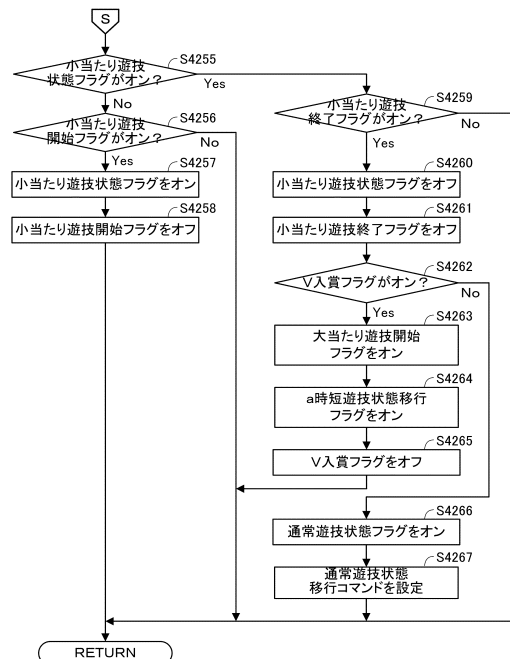 S
小当たり遊技
状態フラグがオン？
S4255
Yes
No
小当たり遊技
開始フラグがオン？
S4256
No
Yes
S4257
小当たり遊技状態フラグをオン
S4258
小当たり遊技開始フラグをオフ
小当たり遊技
終了フラグがオン？
S4259
No
Yes
S4260
小当たり遊技状態フラグをオフ
S4261
小当たり遊技終了フラグをオフ
V入賞フラグがオン？
S4262
No
Yes
S4263
大当たり遊技開始
フラグをオン
S4264
a時短遊技状態移行
フラグをオン
S4265
V入賞フラグをオフ
S4266
通常遊技状態フラグをオン
S4267
通常遊技状態
移行コマンドを設定
RETURN